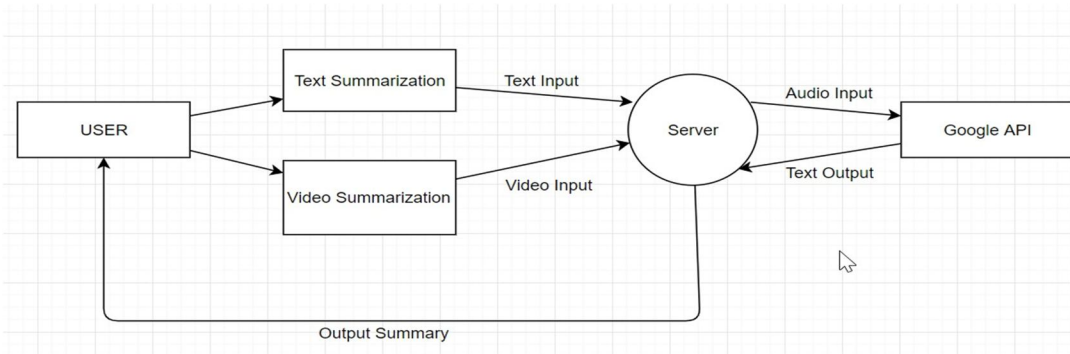 Text Summarization
Text Input
Audio Input
USER
Server
Google API
Video Summarization
Video Input
Text Output
Output Summary